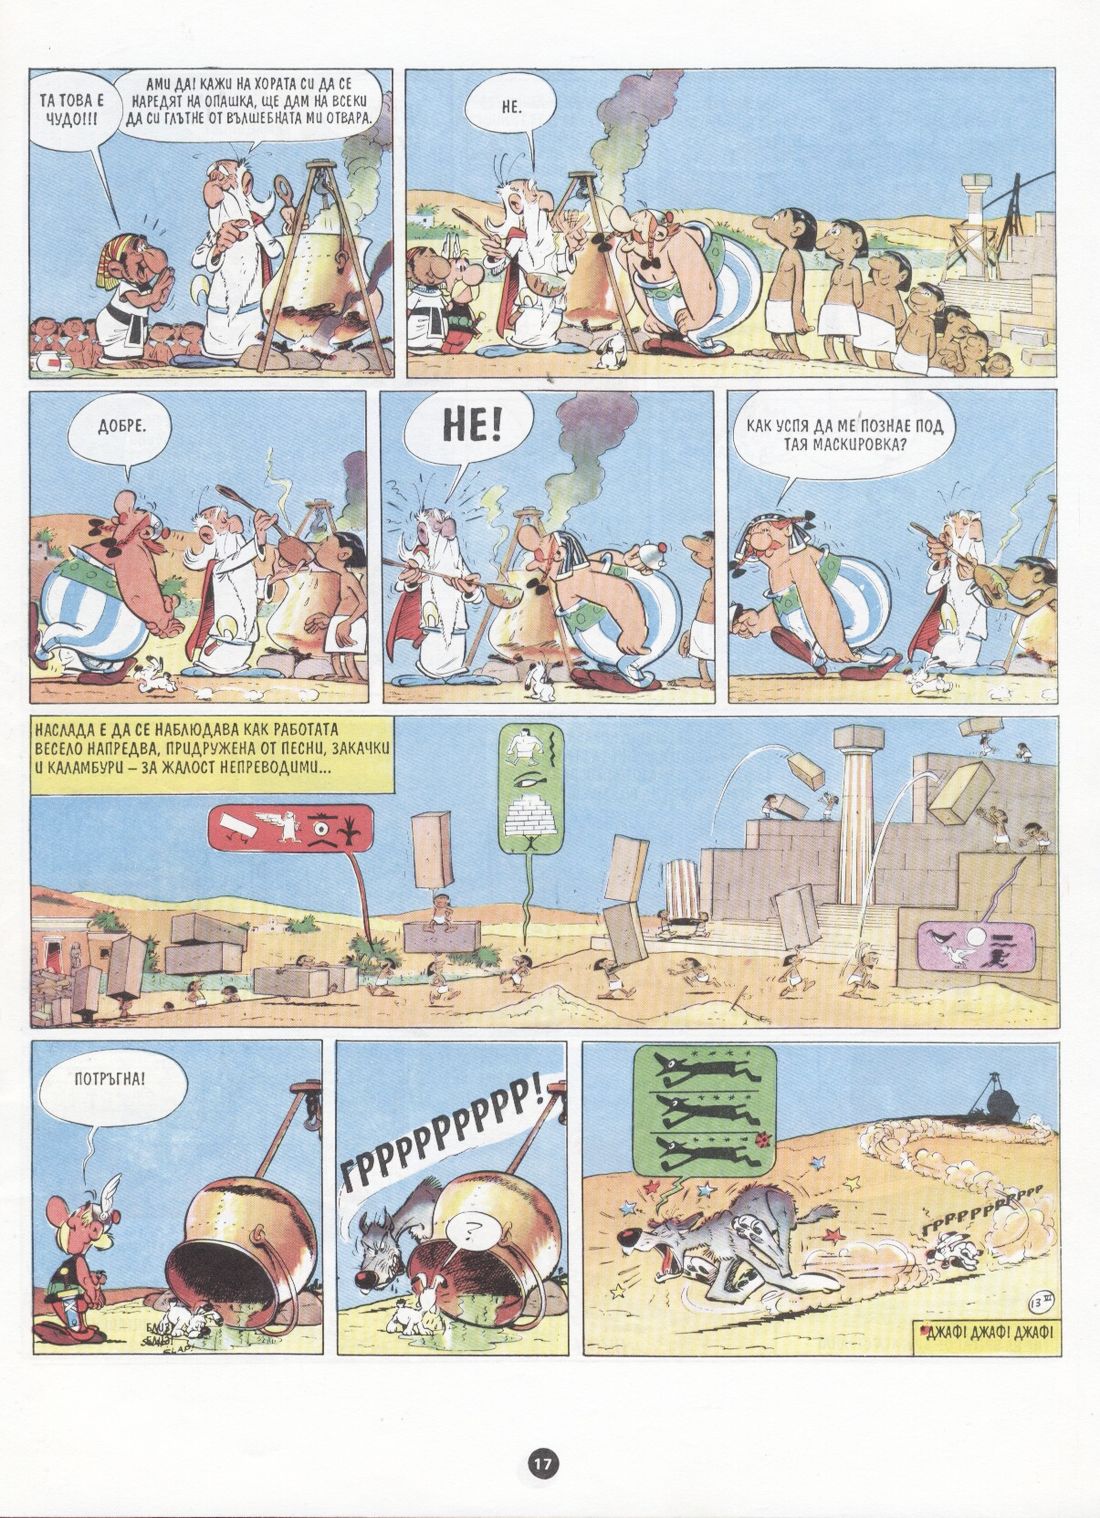 ТА ТОВА Е
ЧУДО!!!
АМИ ДА! КАЖИ НА ХОРАТА СИ ДА СЕ
НАРЕДЯТ НА ОПАШКА, ЩЕ ДАМ НА ВСЕКИ
ДА СИ ГЛЪТНЕ ОТ ВЪЛШЕБНАТА МИ ОТВАРА.
НЕ.
ДОБРЕ.
НЕ!
КАК УСПЯ ДА МЕ ПОЗНАЕ ПОД
ТАЯ МАСКИРОВКА?
НАСЛАДА Е ДА СЕ НАБЛЮДАВА КАК РАБОТАТА
ВЕСЕЛО НАПРЕДВА, ПРИДРУЖЕНА ОТ ПЕСНИ, ЗАКАЧКИ
И КАЛАМБУРИ – ЗА ЖАЛОСТ НЕПРЕВОДИМИ...
ПОТРЪГНА!
ГРРРРРРРРР!
?
ГРРРРРРРРРР
13 VI
*ДЖАФ! ДЖАФ! ДЖАФ!
17